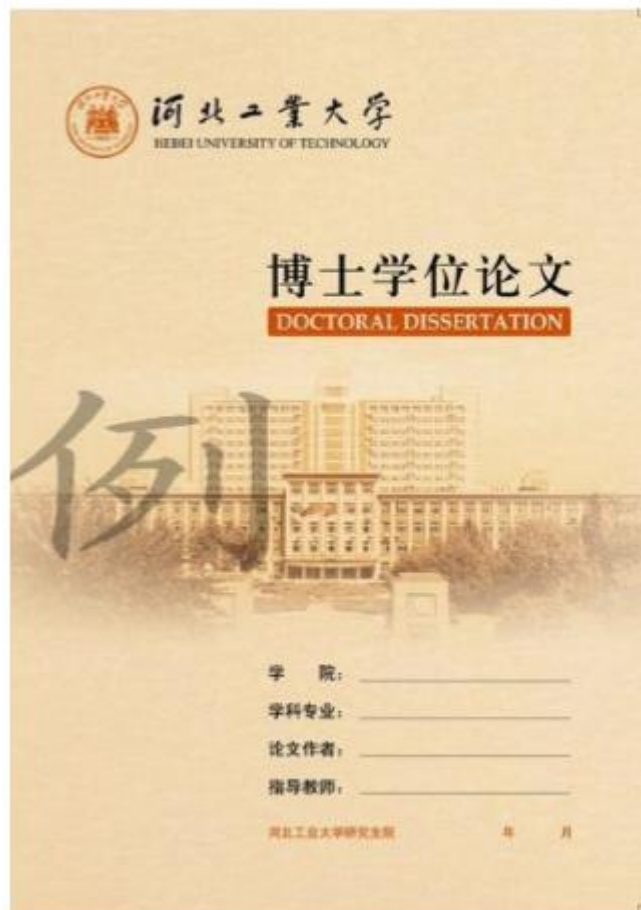 河北工業大学
HEBEI UNIVERSITY OF TECHNOLOGY
博士学位论文
DOCTORAL DISSERTATION
例
学 院：
学科专业：
论文作者：
指导教师：
河北工业大学研究生院 年 月